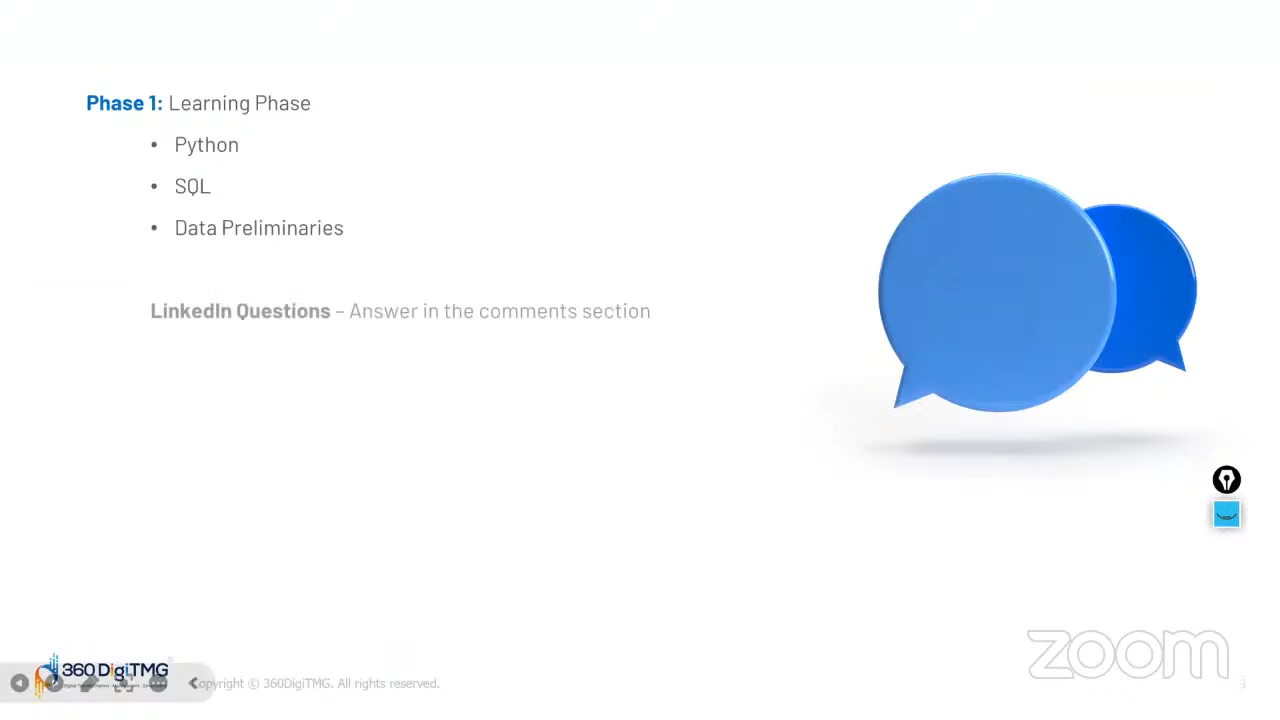 Phase 1: Learning Phase
• Python
• SQL
• Data Preliminaries
LinkedIn Questions – Answer in the comments section
360DigiTMG
Copyright © 360DigiTMG. All rights reserved.
zoom
3